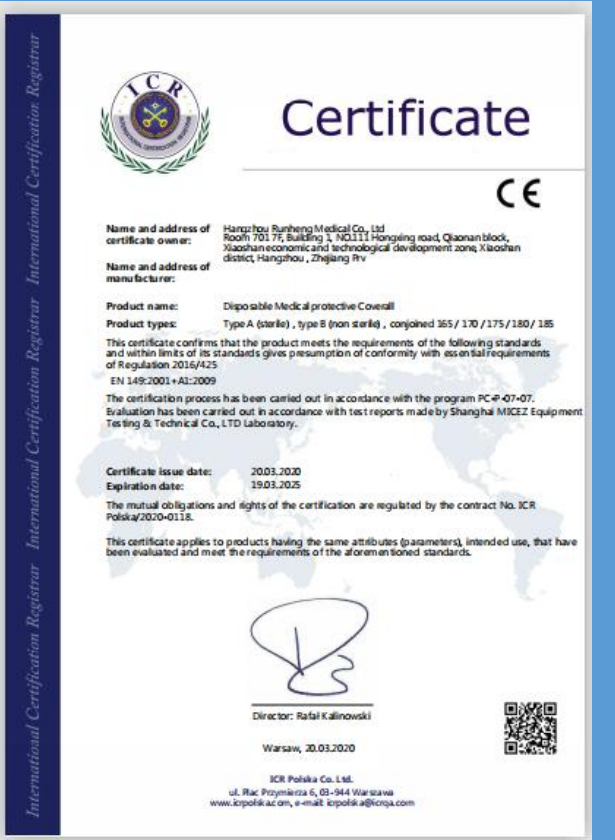 International Certification Registrar International Certification Registrar International Certification Registrar
ICR
INTERNATIONAL CERTIFICATION REGISTRAR
Certificate
CE
Name and address of certificate owner:
Hangzhou Runheng Medical Co., Ltd
Room 701 7F, Building 1, NO.111 Hongxing road, Qiaonan block,
Xiaoshan economic and technological development zone, Xiaoshan
district, Hangzhou , Zhejiang Prv
Name and address of manufacturer:
Product name: Disposable Medical protective Coverall
Product types: Type A (sterile) , type B (non sterile) , conjoined 165 / 170 / 175 / 180 / 185
This certificate confirms that the product meets the requirements of the following standards
and within limits of its standards gives presumption of conformity with essential requirements
of Regulation 2016/425
EN 149:2001+A1:2009
The certification process has been carried out in accordance with the program PC-P-07-07.
Evaluation has been carried out in accordance with test reports made by Shanghai MICEZ Equipment
Testing & Technical Co., LTD Laboratory.
Certificate issue date: 20.03.2020
Expiration date: 19.03.2025
The mutual obligations and rights of the certification are regulated by the contract No. ICR
Polska/2020-0118.
This certificate applies to products having the same attributes (parameters), intended use, that have
been evaluated and meet the requirements of the aforementioned standards.
Director: Rafał Kalinowski
Warsaw, 20.03.2020
ICR Polska Co. Ltd.
ul. Plac Przymierza 6, 03-944 Warszawa
www.icrpolska.com, e-mail: icrpolska@icrqa.com